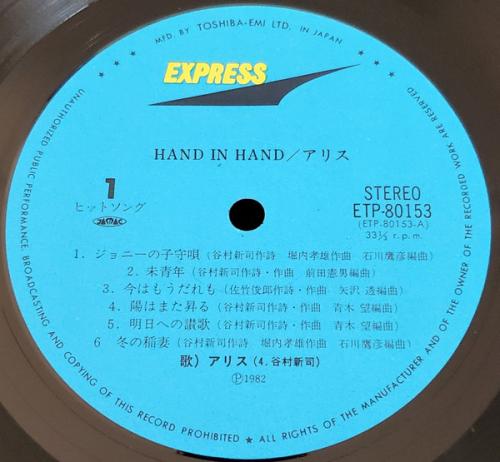 MFD. BY TOSHIBA-EMI LTD. IN JAPAN
EXPRESS
HAND IN HAND/アリス
1
ヒットソング
JASRAC
STEREO
ETP-80153
(ETP-80153-A)
33⅓ r.p.m.
1. ジョニーの子守唄 (谷村新司作詩 堀内孝雄作曲 石川鷹彦編曲)
2. 未青年 (谷村新司作詩・作曲 前田憲男編曲)
3. 今はもうだれも (佐竹俊郎作詩・作曲 矢沢 透編曲)
4. 陽はまた昇る (谷村新司作詩・作曲 青木 望編曲)
5. 明日への讃歌 (谷村新司作詩・作曲 青木 望編曲)
6 冬の稲妻 (谷村新司作詩 堀内孝雄作曲 石川鷹彦編曲)
歌) アリス (4. 谷村新司)
Ⓟ1982
UNAUTHORIZED PUBLIC PERFORMANCE, BROADCASTING AND COPYING OF THIS RECORD PROHIBITED ★ ALL RIGHTS OF THE MANUFACTURER AND OF THE OWNER OF THE RECORDED WORK ARE RESERVED